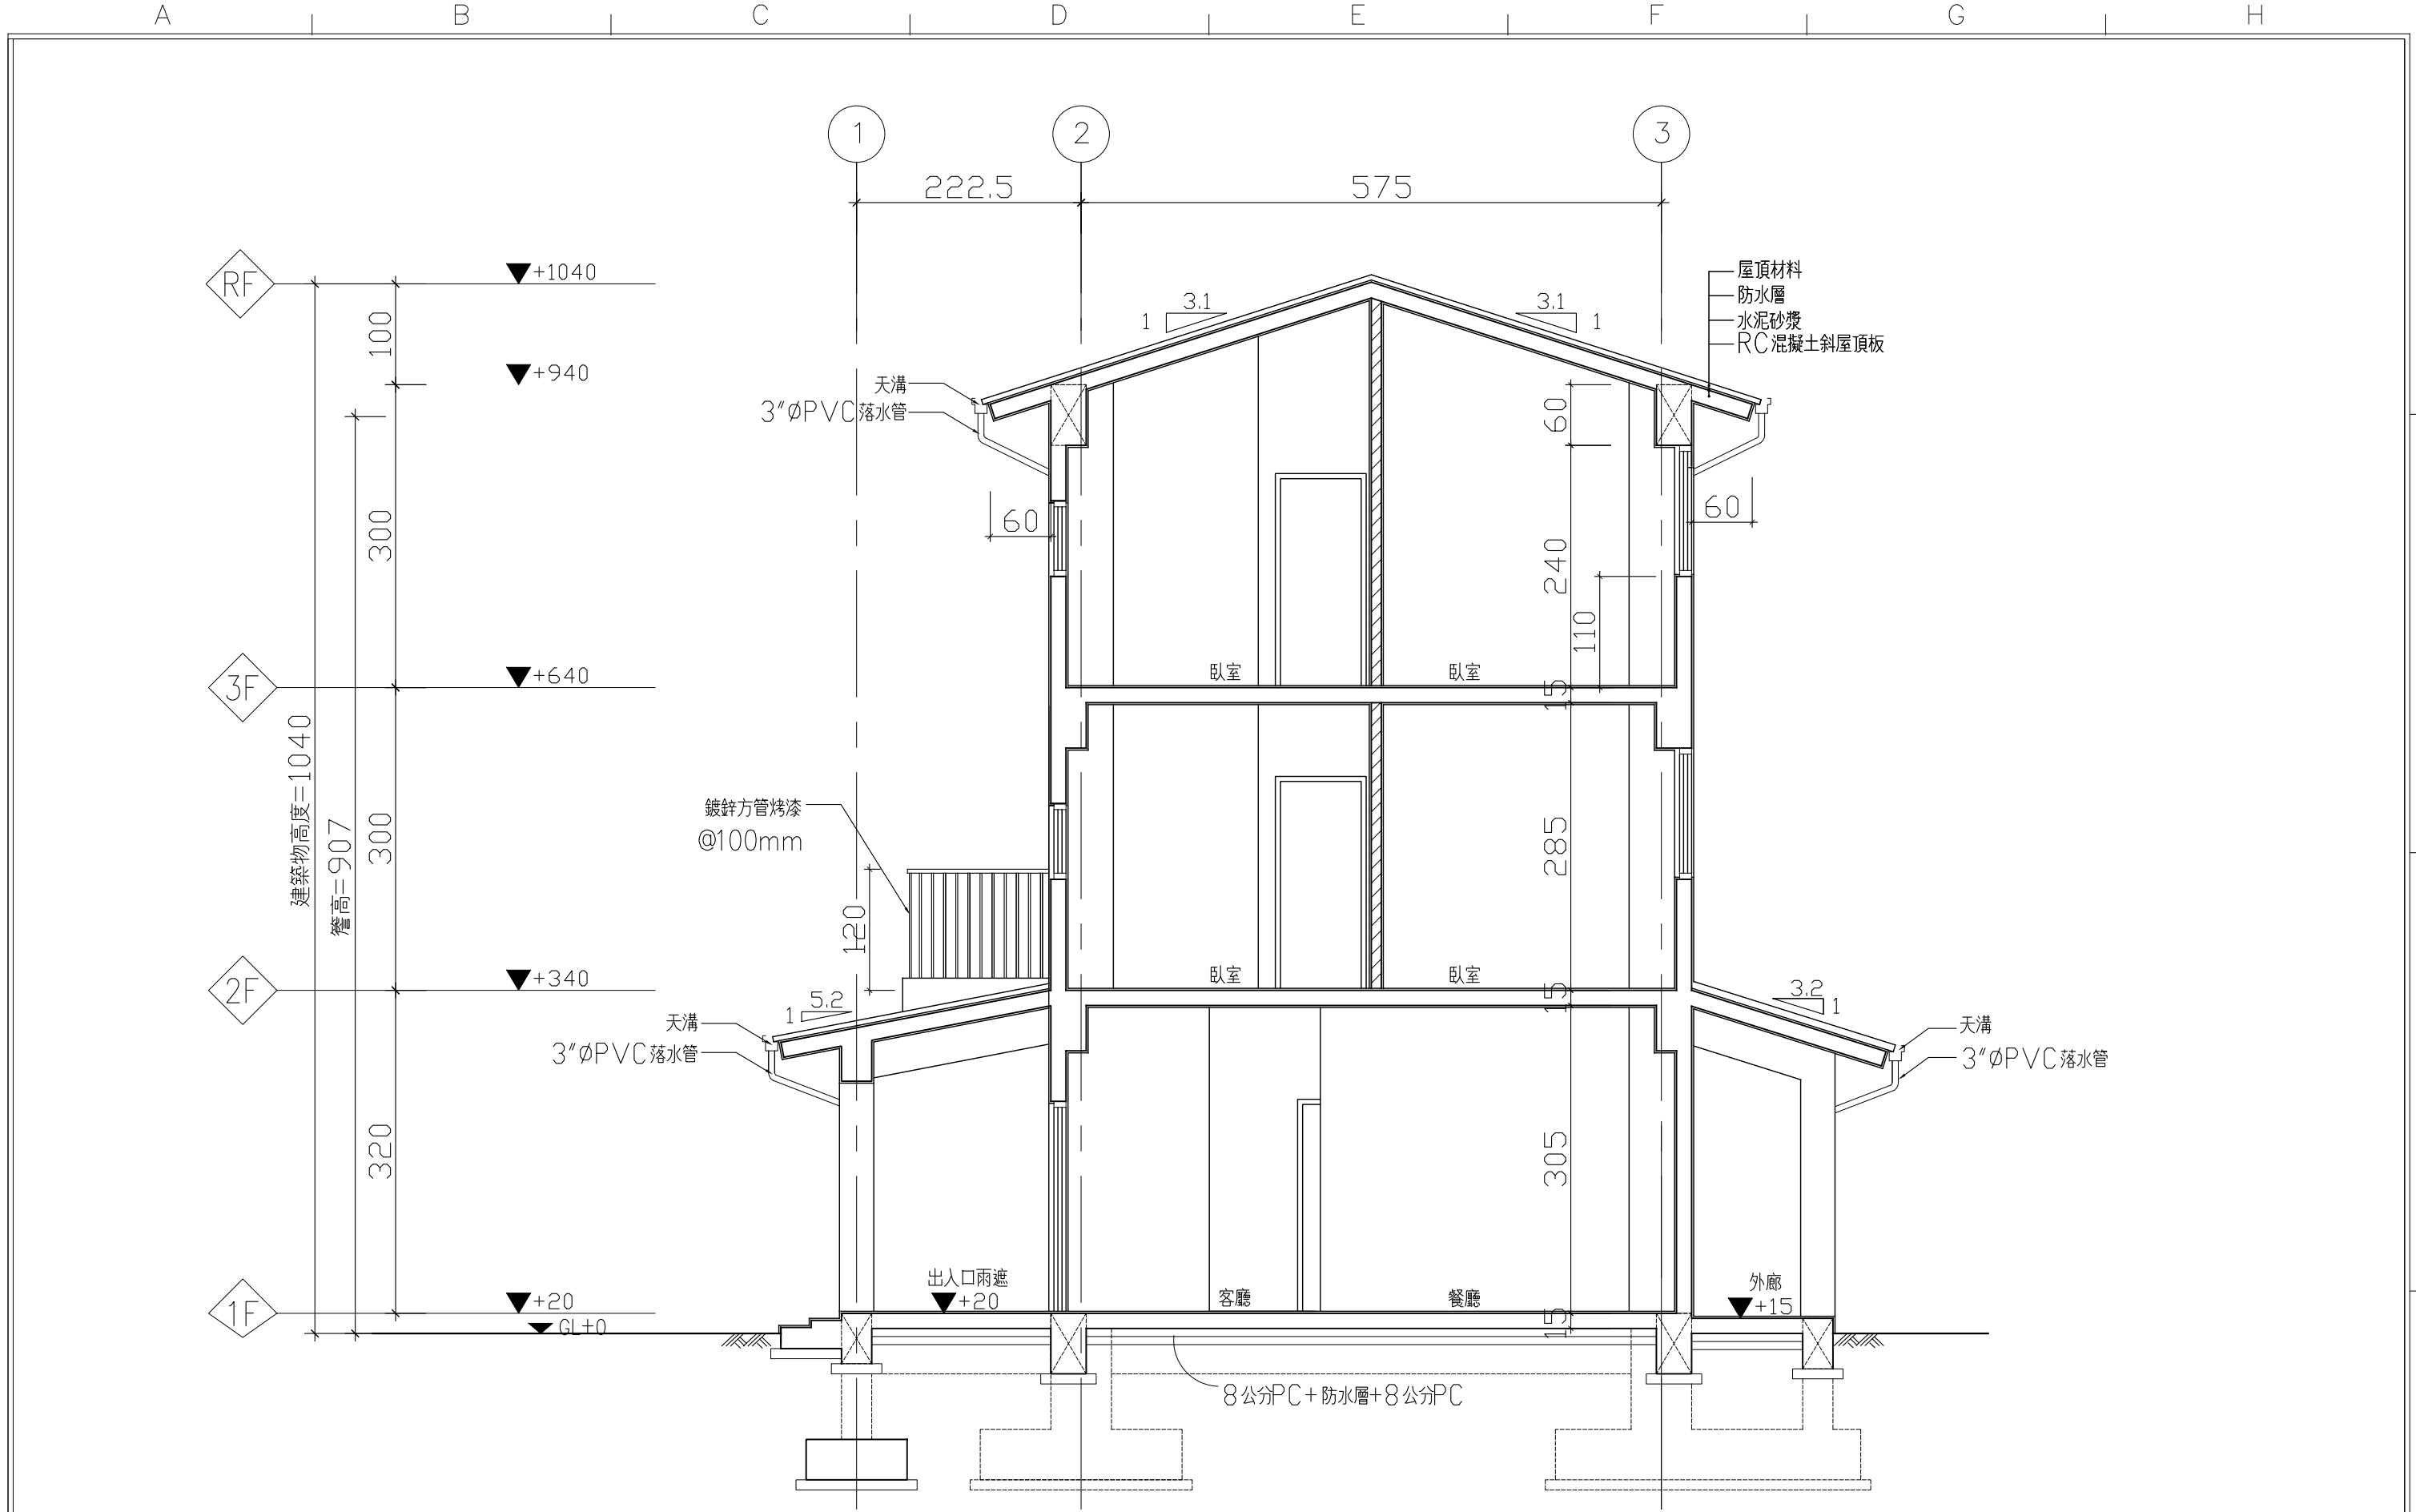 A B C D E F G H
1 2 3
222.5 575
RF +1040
屋頂材料
防水層
水泥砂漿
RC混擬土斜屋頂板
3.1 3.1
1 1
100
+940
天溝
3"ØPVC落水管
60
60 60
300
240
110
3F +640
臥室 臥室
15
建築物高度=1040
簷高=907
300
鍍鋅方管烤漆
@100mm
120
285
2F +340
臥室 臥室
15
5.2
1
3.2
1
天溝
3"ØPVC落水管
天溝
3"ØPVC落水管
320
305
出入口雨遮
+20
客廳 餐廳
外廊
+15
1F +20
GL±0
15
8公分PC+防水層+8公分PC